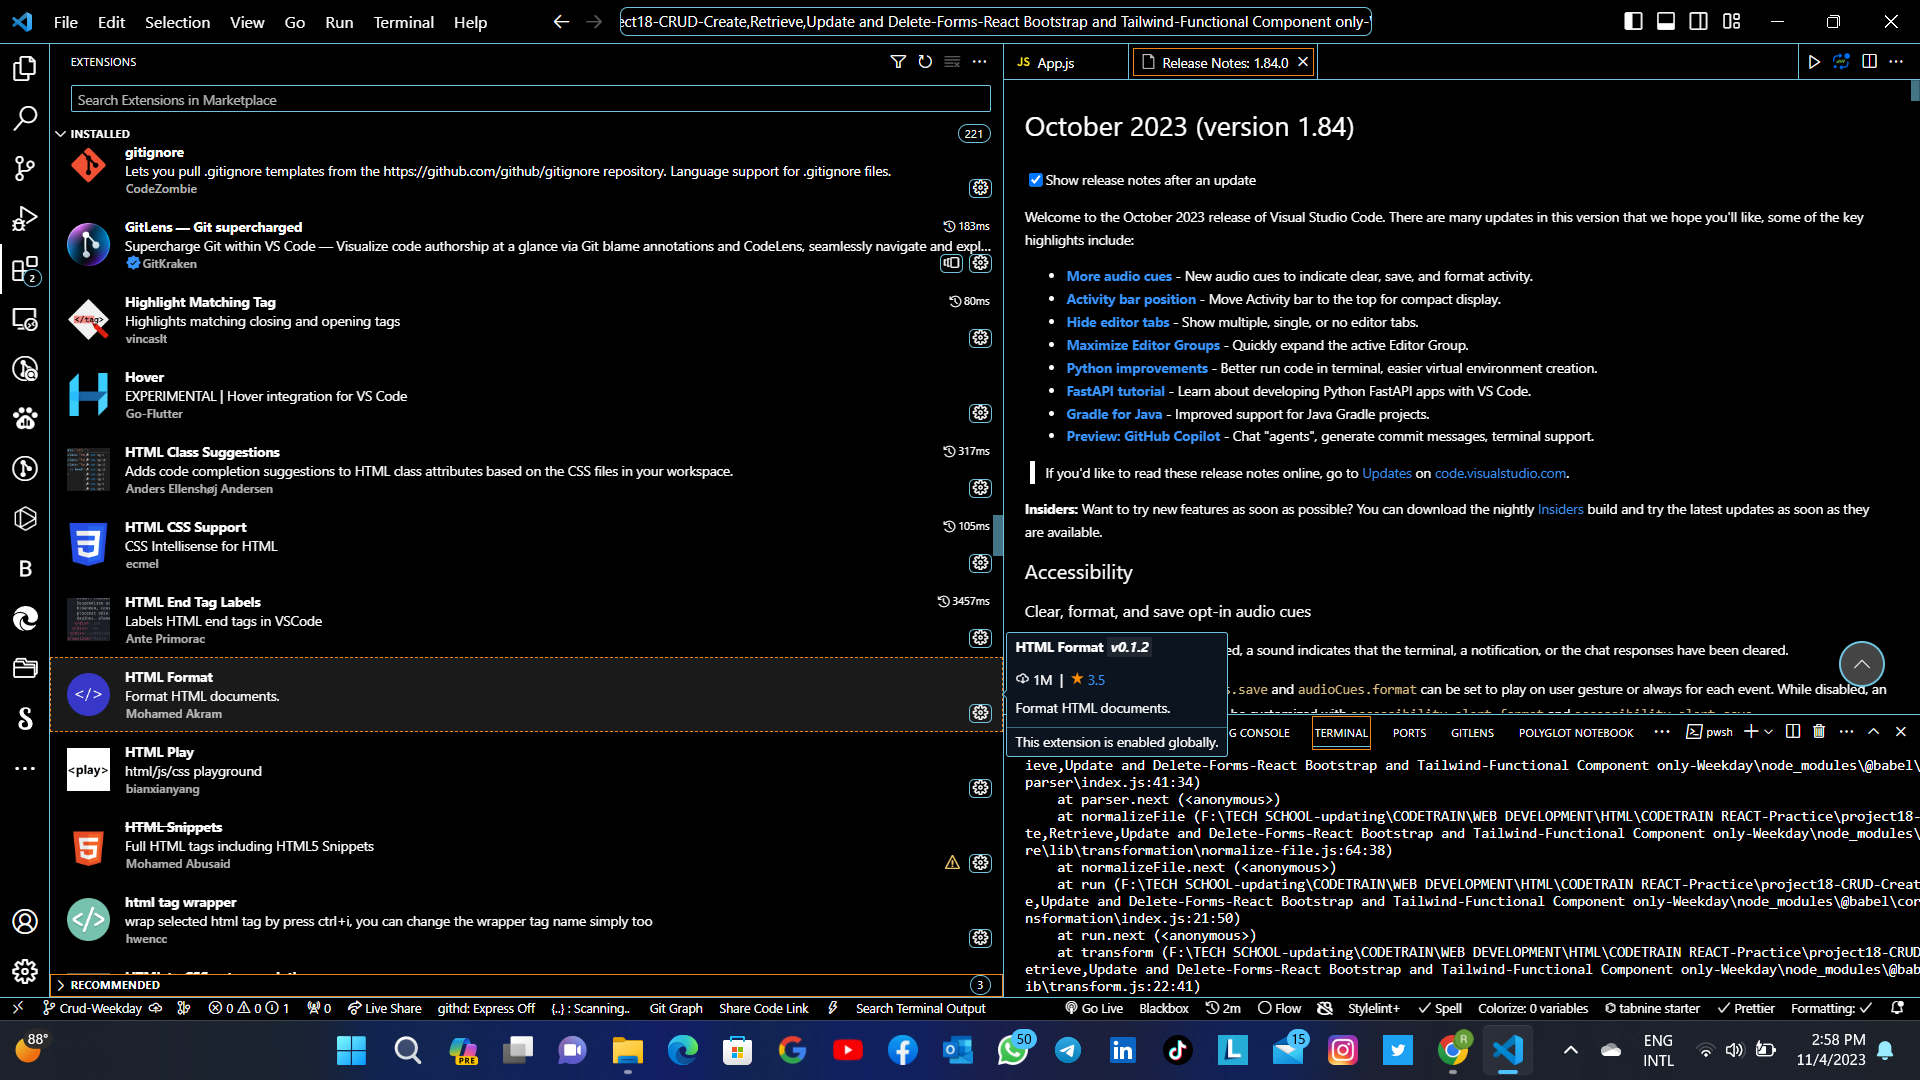 File Edit Selection View Go Run Terminal Help
ect18-CRUD-Create,Retrieve,Update and Delete-Forms-React Bootstrap and Tailwind-Functional Component only-
EXTENSIONS
Search Extensions in Marketplace
INSTALLED 221
gitignore
Lets you pull .gitignore templates from the https://github.com/github/gitignore repository. Language support for .gitignore files.
CodeZombie
GitLens — Git supercharged 183ms
Supercharge Git within VS Code — Visualize code authorship at a glance via Git blame annotations and CodeLens, seamlessly navigate and expl...
GitKraken
Highlight Matching Tag 80ms
Highlights matching closing and opening tags
vincaslt
Hover
EXPERIMENTAL | Hover integration for VS Code
Go-Flutter
HTML Class Suggestions 317ms
Adds code completion suggestions to HTML class attributes based on the CSS files in your workspace.
Anders Ellenshøj Andersen
HTML CSS Support 105ms
CSS Intellisense for HTML
ecmel
HTML End Tag Labels 3457ms
Labels HTML end tags in VSCode
Ante Primorac
HTML Format
Format HTML documents.
Mohamed Akram
<play>
HTML Play
html/js/css playground
bianxianyang
HTML Snippets
Full HTML tags including HTML5 Snippets
Mohamed Abusaid
html tag wrapper
wrap selected html tag by press ctrl+i, you can change the wrapper tag name simply too
hwencc
RECOMMENDED 3
JS App.js
Release Notes: 1.84.0
October 2023 (version 1.84)
Show release notes after an update
Welcome to the October 2023 release of Visual Studio Code. There are many updates in this version that we hope you'll like, some of the key
highlights include:
• More audio cues - New audio cues to indicate clear, save, and format activity.
• Activity bar position - Move Activity bar to the top for compact display.
• Hide editor tabs - Show multiple, single, or no editor tabs.
• Maximize Editor Groups - Quickly expand the active Editor Group.
• Python improvements - Better run code in terminal, easier virtual environment creation.
• FastAPI tutorial - Learn about developing Python FastAPI apps with VS Code.
• Gradle for Java - Improved support for Java Gradle projects.
• Preview: GitHub Copilot - Chat "agents", generate commit messages, terminal support.
If you'd like to read these release notes online, go to Updates on code.visualstudio.com.
Insiders: Want to try new features as soon as possible? You can download the nightly Insiders build and try the latest updates as soon as they
are available.
Accessibility
Clear, format, and save opt-in audio cues
ed, a sound indicates that the terminal, a notification, or the chat responses have been cleared.
s.save and audioCues.format can be set to play on user gesture or always for each event. While disabled, an
HTML Format v0.1.2
1M | 3.5
Format HTML documents.
This extension is enabled globally.
G CONSOLE TERMINAL PORTS GITLENS POLYGLOT NOTEBOOK pwsh
ieve,Update and Delete-Forms-React Bootstrap and Tailwind-Functional Component only-Weekday\node_modules\@babel\
parser\index.js:41:34)
at parser.next (<anonymous>)
at normalizeFile (F:\TECH SCHOOL-updating\CODETRAIN\WEB DEVELOPMENT\HTML\CODETRAIN REACT-Practice\project18-
te,Retrieve,Update and Delete-Forms-React Bootstrap and Tailwind-Functional Component only-Weekday\node_modules\
re\lib\transformation\normalize-file.js:64:38)
at normalizeFile.next (<anonymous>)
at run (F:\TECH SCHOOL-updating\CODETRAIN\WEB DEVELOPMENT\HTML\CODETRAIN REACT-Practice\project18-CRUD-Creat
e,Update and Delete-Forms-React Bootstrap and Tailwind-Functional Component only-Weekday\node_modules\@babel\cor
nsformation\index.js:21:50)
at run.next (<anonymous>)
at transform (F:\TECH SCHOOL-updating\CODETRAIN\WEB DEVELOPMENT\HTML\CODETRAIN REACT-Practice\project18-CRUD
etrieve,Update and Delete-Forms-React Bootstrap and Tailwind-Functional Component only-Weekday\node_modules\@bab
ib\transform.js:22:41)
Crud-Weekday 0 0 1 0 Live Share githd: Express Off {..} : Scanning.. Git Graph Share Code Link Search Terminal Output Go Live Blackbox 2m Flow Stylelint+ Spell Colorize: 0 variables tabnine starter Prettier Formatting:
88° PRE 50 15 R ENG
INTL
2:58 PM
11/4/2023